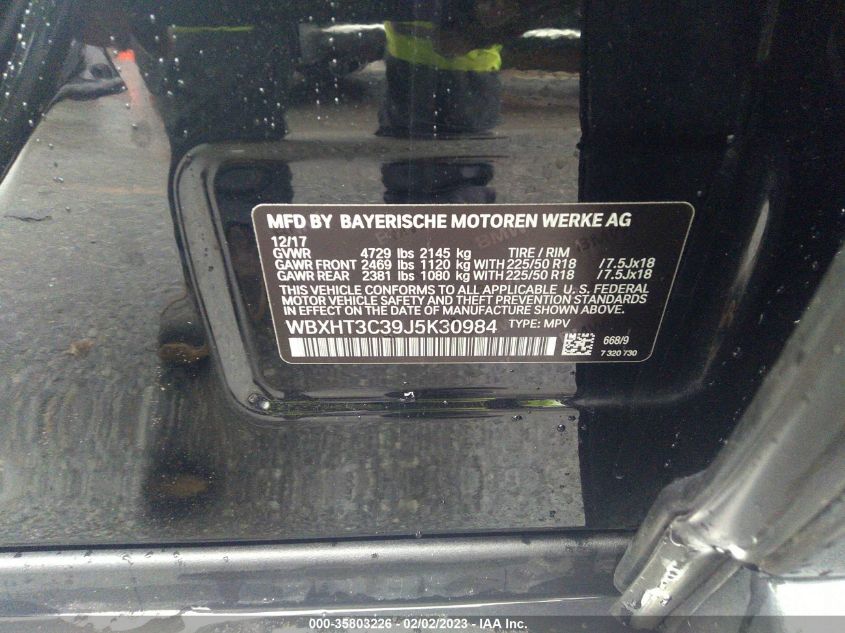 MFD BY BAYERISCHE MOTOREN WERKE AG
12/17
GVWR 4729 lbs 2145 kg TIRE / RIM
GAWR FRONT 2469 lbs 1120 kg WITH 225/50 R18 /7.5Jx18
GAWR REAR 2381 lbs 1080 kg WITH 225/50 R18 /7.5Jx18
THIS VEHICLE CONFORMS TO ALL APPLICABLE U.S. FEDERAL
MOTOR VEHICLE SAFETY AND THEFT PREVENTION STANDARDS
IN EFFECT ON THE DATE OF MANUFACTURE SHOWN ABOVE.
WBXHT3C39J5K30984 TYPE: MPV
668/9
7 320 730
000-35803226 - 02/02/2023 - IAA Inc.